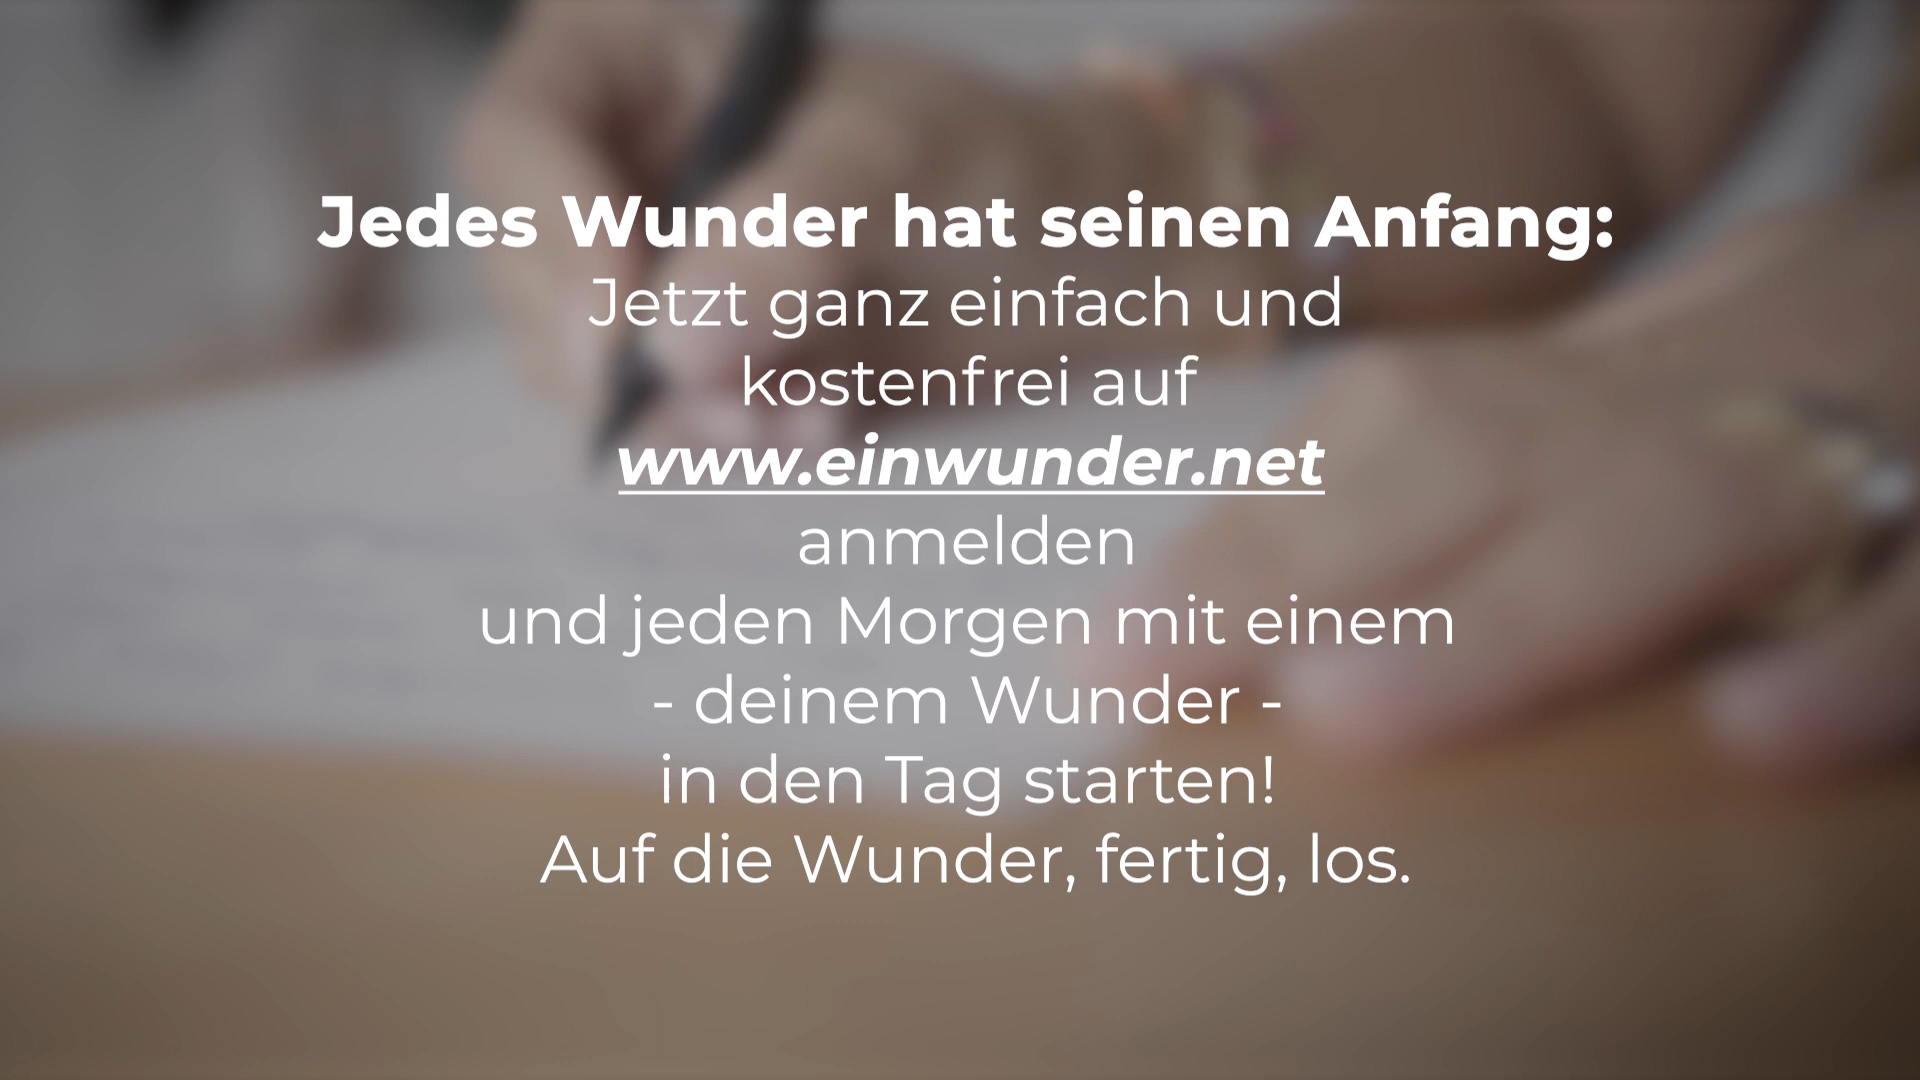 Jedes Wunder hat seinen Anfang:
Jetzt ganz einfach und
kostenfrei auf
www.einwunder.net
anmelden
und jeden Morgen mit einem
- deinem Wunder -
in den Tag starten!
Auf die Wunder, fertig, los.